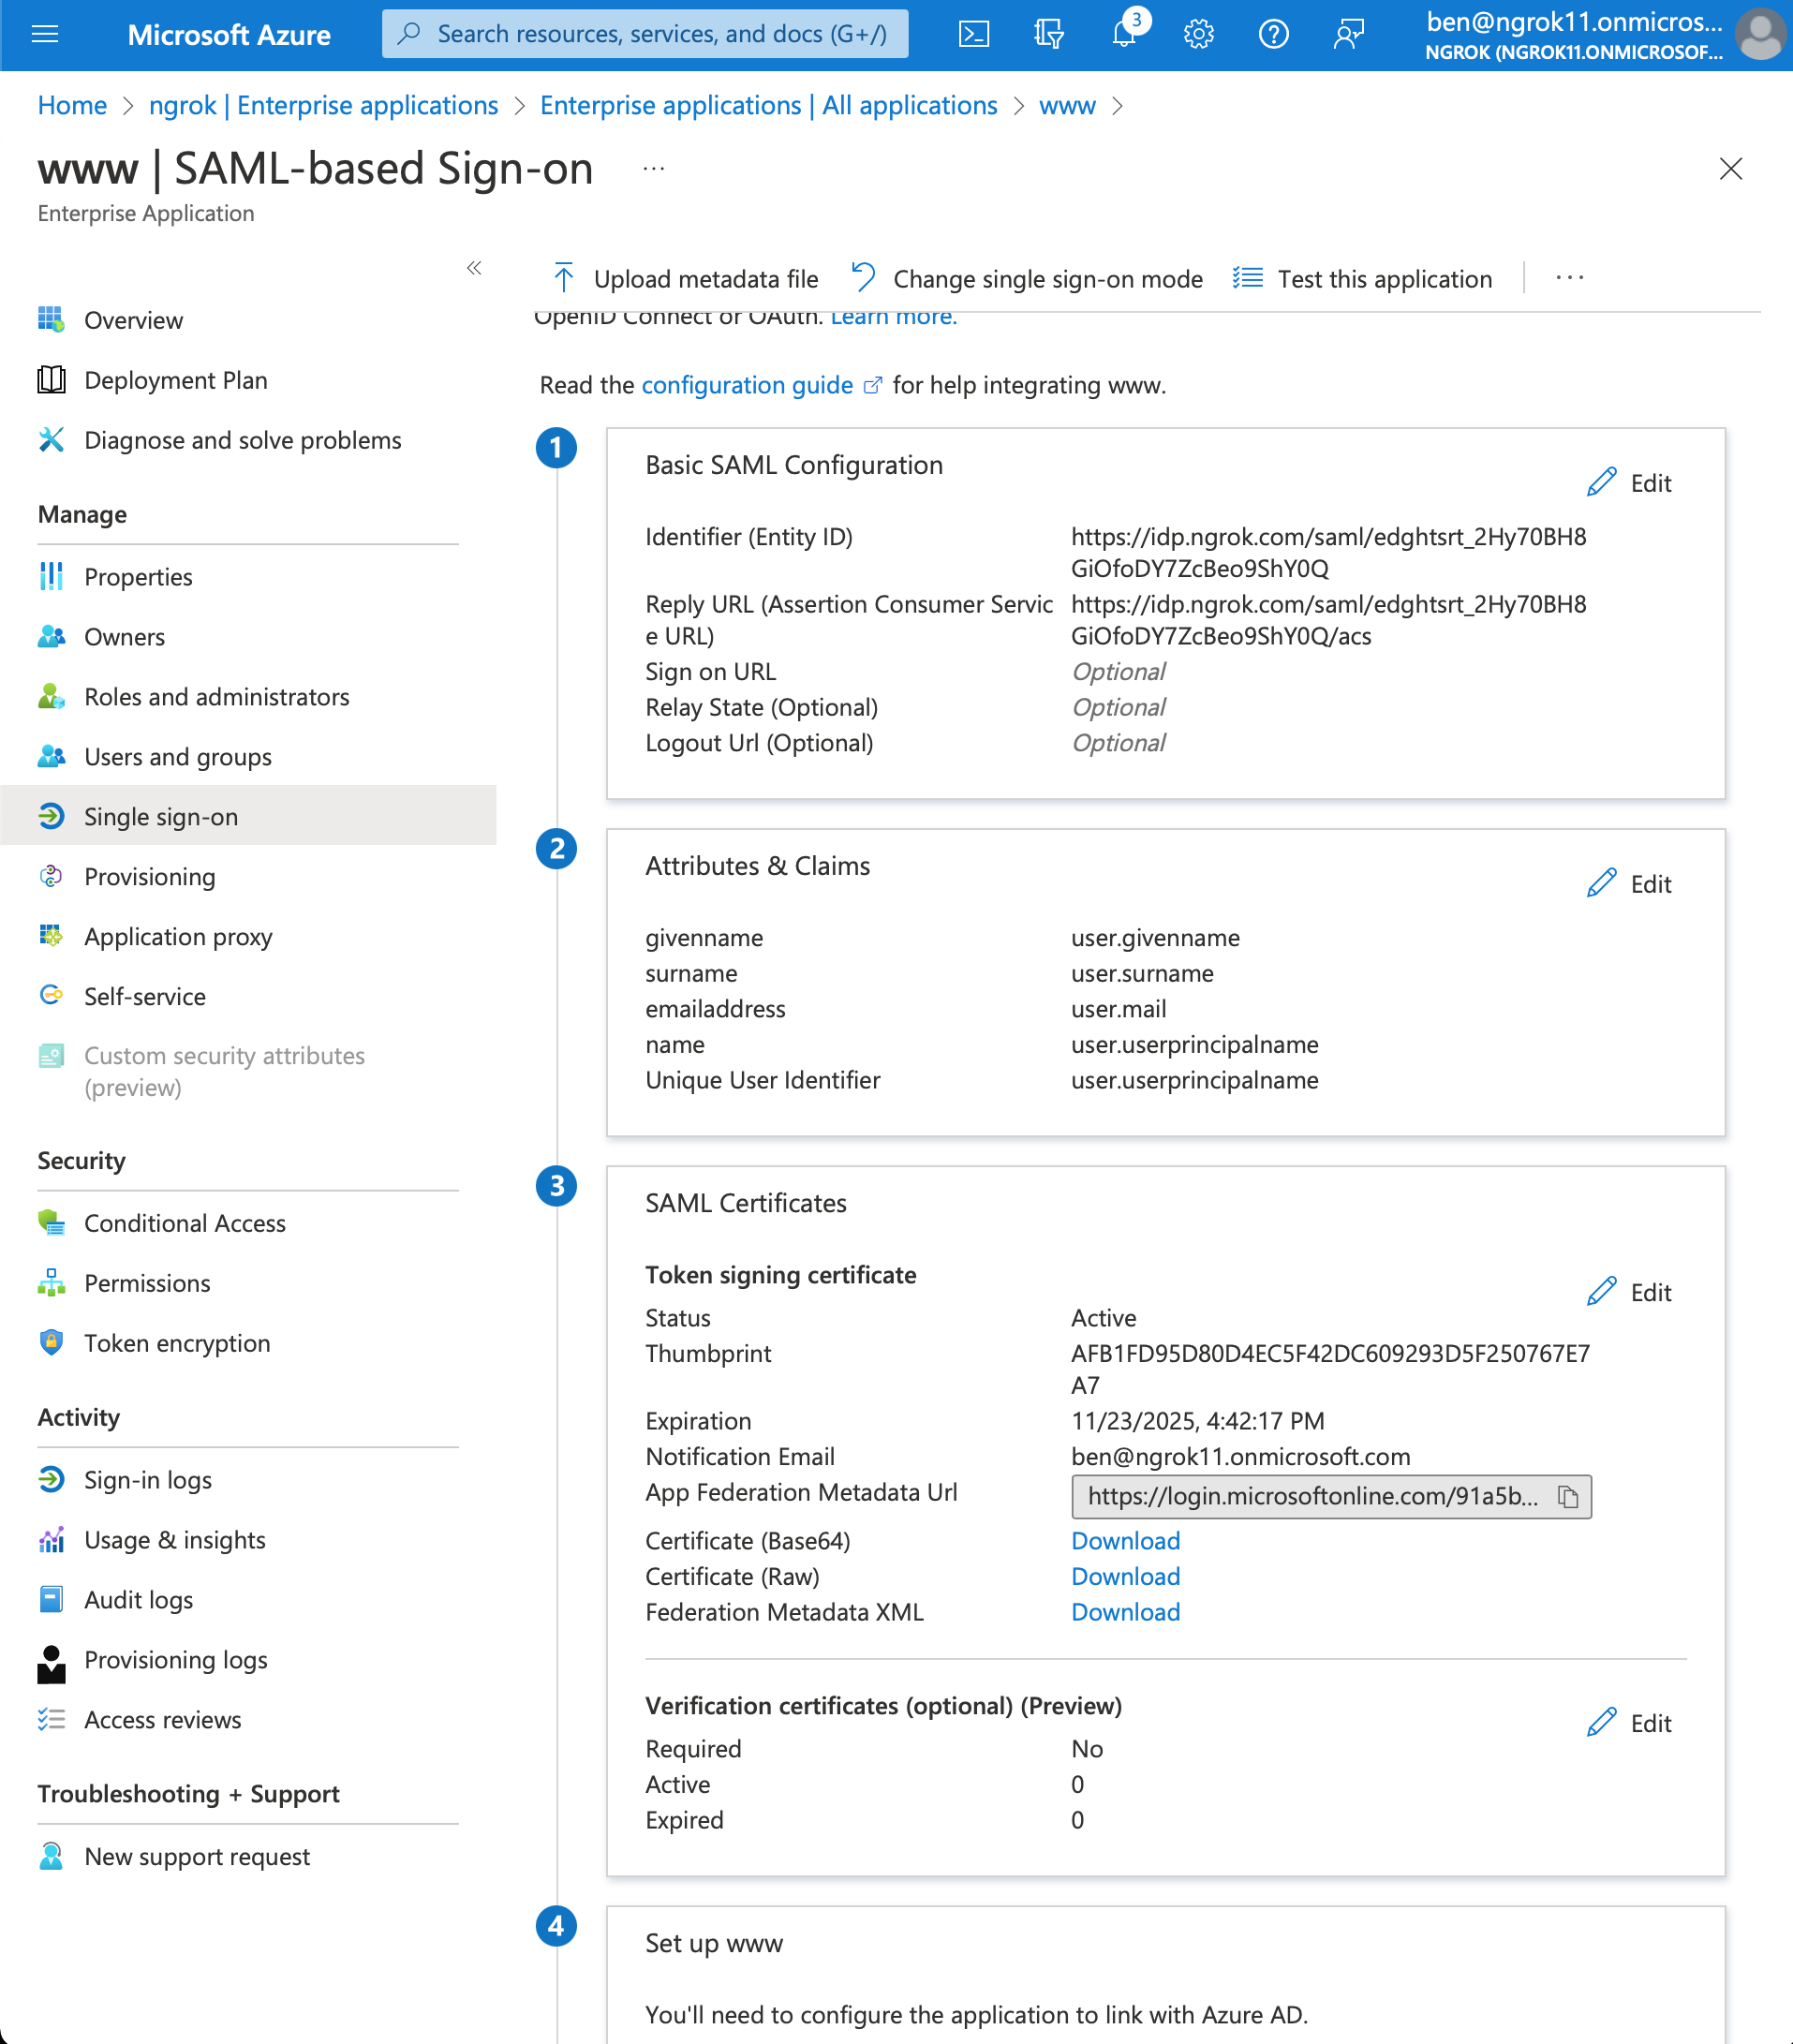 Microsoft Azure
Search resources, services, and docs (G+/)
3
ben@ngrok11.onmicros...
NGROK (NGROK11.ONMICROSOF...
Home > ngrok | Enterprise applications > Enterprise applications | All applications > www >
www | SAML-based Sign-on ...
Enterprise Application
«
Overview
Deployment Plan
Diagnose and solve problems
Manage
Properties
Owners
Roles and administrators
Users and groups
Single sign-on
Provisioning
Application proxy
Self-service
Custom security attributes
(preview)
Security
Conditional Access
Permissions
Token encryption
Activity
Sign-in logs
Usage & insights
Audit logs
Provisioning logs
Access reviews
Troubleshooting + Support
New support request
Upload metadata file Change single sign-on mode Test this application | ...
OpenID Connect or OAuth. Learn more.
Read the configuration guide for help integrating www.
1
Basic SAML Configuration
Edit
Identifier (Entity ID) https://idp.ngrok.com/saml/edghtsrt_2Hy70BH8
GiOfoDY7ZcBeo9ShY0Q
Reply URL (Assertion Consumer Servic https://idp.ngrok.com/saml/edghtsrt_2Hy70BH8
e URL) GiOfoDY7ZcBeo9ShY0Q/acs
Sign on URL Optional
Relay State (Optional) Optional
Logout Url (Optional) Optional
2
Attributes & Claims
Edit
givenname user.givenname
surname user.surname
emailaddress user.mail
name user.userprincipalname
Unique User Identifier user.userprincipalname
3
SAML Certificates
Token signing certificate
Edit
Status Active
Thumbprint AFB1FD95D80D4EC5F42DC609293D5F250767E7
A7
Expiration 11/23/2025, 4:42:17 PM
Notification Email ben@ngrok11.onmicrosoft.com
App Federation Metadata Url https://login.microsoftonline.com/91a5b...
Certificate (Base64) Download
Certificate (Raw) Download
Federation Metadata XML Download
Verification certificates (optional) (Preview)
Edit
Required No
Active 0
Expired 0
4
Set up www
You'll need to configure the application to link with Azure AD.